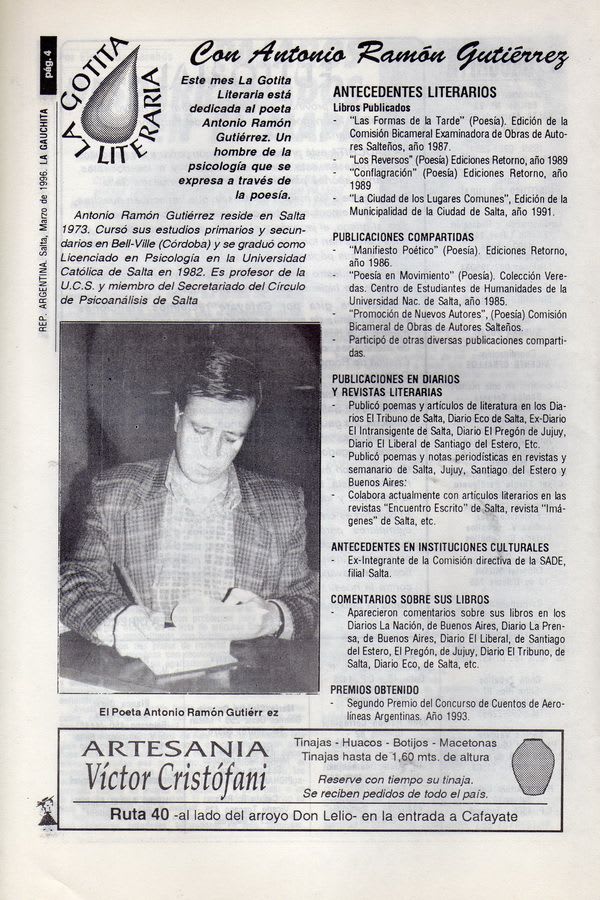 pág. 4
REP. ARGENTINA. Salta, Marzo de 1996. LA GAUCHITA
LA GOTITA
LITERARIA
Con Antonio Ramón Gutiérrez
Este mes La Gotita
Literaria está
dedicada al poeta
Antonio Ramón
Gutiérrez. Un
hombre de la
psicología que se
expresa a través de
la poesía.
Antonio Ramón Gutiérrez reside en Salta
1973. Cursó sus estudios primarios y secun-
darios en Bell-Ville (Córdoba) y se graduó como
Licenciado en Psicología en la Universidad
Católica de Salta en 1982. Es profesor de la
U.C.S. y miembro del Secretariado del Círculo
de Psicoanálisis de Salta
El Poeta Antonio Ramón Gutiérr ez
ANTECEDENTES LITERARIOS
Libros Publicados
- "Las Formas de la Tarde" (Poesía). Edición de la
Comisión Bicameral Examinadora de Obras de Auto-
res Salteños, año 1987.
- "Los Reversos" (Poesía) Ediciones Retorno, año 1989
- "Conflagración" (Poesía) Ediciones Retorno, año
1989
- "La Ciudad de los Lugares Comunes", Edición de la
Municipalidad de la Ciudad de Salta, año 1991.
PUBLICACIONES COMPARTIDAS
- "Manifiesto Poético" (Poesía). Ediciones Retorno,
año 1986.
- "Poesía en Movimiento" (Poesía). Colección Vere-
das. Centro de Estudiantes de Humanidades de la
Universidad Nac. de Salta, año 1985.
- "Promoción de Nuevos Autores", (Poesía) Comisión
Bicameral de Obras de Autores Salteños.
- Participó de otras diversas publicaciones comparti-
das.
PUBLICACIONES EN DIARIOS
Y REVISTAS LITERARIAS
- Publicó poemas y artículos de literatura en los Dia-
rios El Tribuno de Salta, Diario Eco de Salta, Ex-Diario
El Intransigente de Salta, Diario El Pregón de Jujuy,
Diario El Liberal de Santiago del Estero, Etc.
- Publicó poemas y notas periodísticas en revistas y
semanario de Salta, Jujuy, Santiago del Estero y
Buenos Aires:
- Colabora actualmente con artículos literarios en las
revistas "Encuentro Escrito" de Salta, revista "Imá-
genes" de Salta, etc.
ANTECEDENTES EN INSTITUCIONES CULTURALES
- Ex-Integrante de la Comisión directiva de la SADE,
filial Salta.
COMENTARIOS SOBRE SUS LIBROS
- Aparecieron comentarios sobre sus libros en los
Diarios La Nación, de Buenos Aires, Diario La Pren-
sa, de Buenos Aires, Diario El Liberal, de Santiago
del Estero, El Pregón, de Jujuy, Diario El Tribuno, de
Salta, Diario Eco, de Salta, etc.
PREMIOS OBTENIDO
- Segundo Premio del Concurso de Cuentos de Aero-
líneas Argentinas. Año 1993.
ARTESANIA
Víctor Cristófani
Tinajas - Huacos - Botijos - Macetonas
Tinajas hasta de 1,60 mts. de altura
Reserve con tiempo su tinaja.
Se reciben pedidos de todo el país.
Ruta 40 -al lado del arroyo Don Lelio- en la entrada a Cafayate